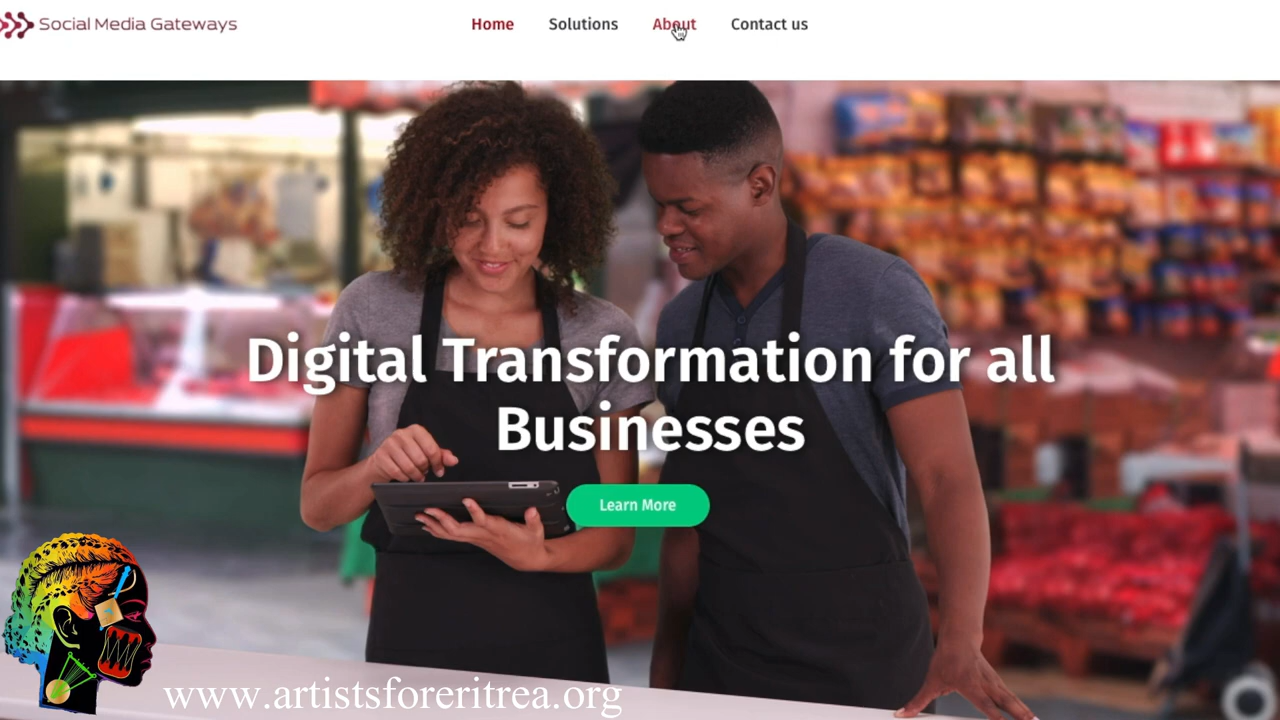 Social Media Gateways
Home Solutions About Contact us
Digital Transformation for all
Businesses
Learn More
www.artistsforeritrea.org